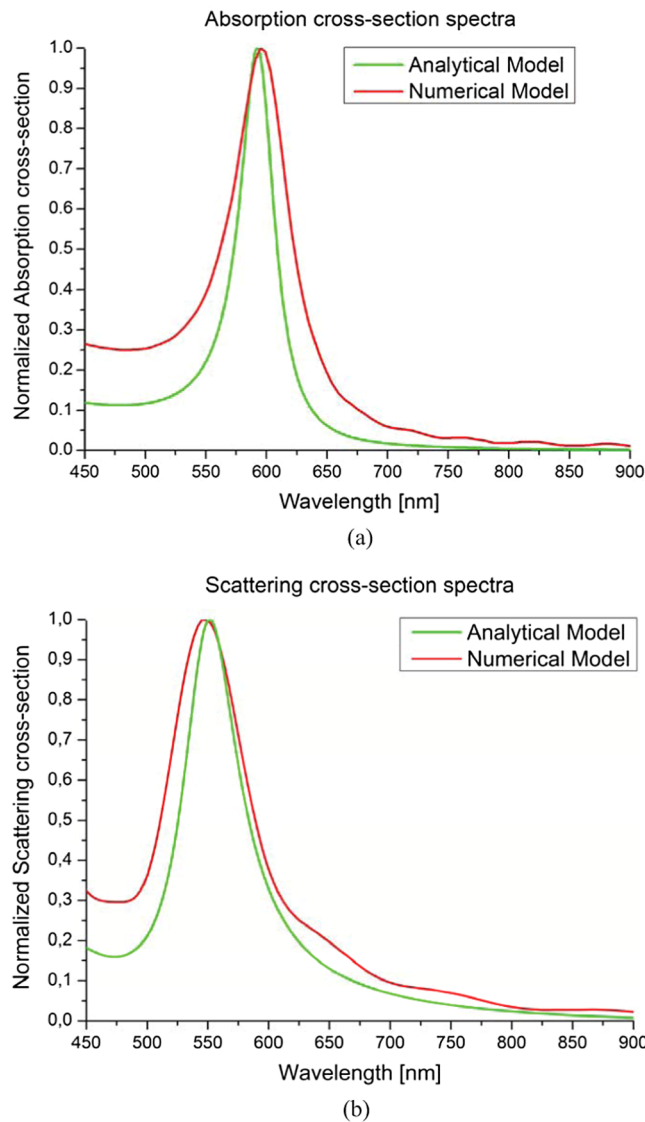 Absorption cross-section spectra
Analytical Model
Numerical Model
1.0
0.9
0.8
0.7
0.6
0.5
0.4
0.3
0.2
0.1
0.0
Normalized Absorption cross-section
450 500 550 600 650 700 750 800 850 900
Wavelength [nm]
(a)
Scattering cross-section spectra
Analytical Model
Numerical Model
1,0
0,9
0,8
0,7
0,6
0,5
0,4
0,3
0,2
0,1
0,0
Normalized Scattering cross-section
450 500 550 600 650 700 750 800 850 900
Wavelength [nm]
(b)